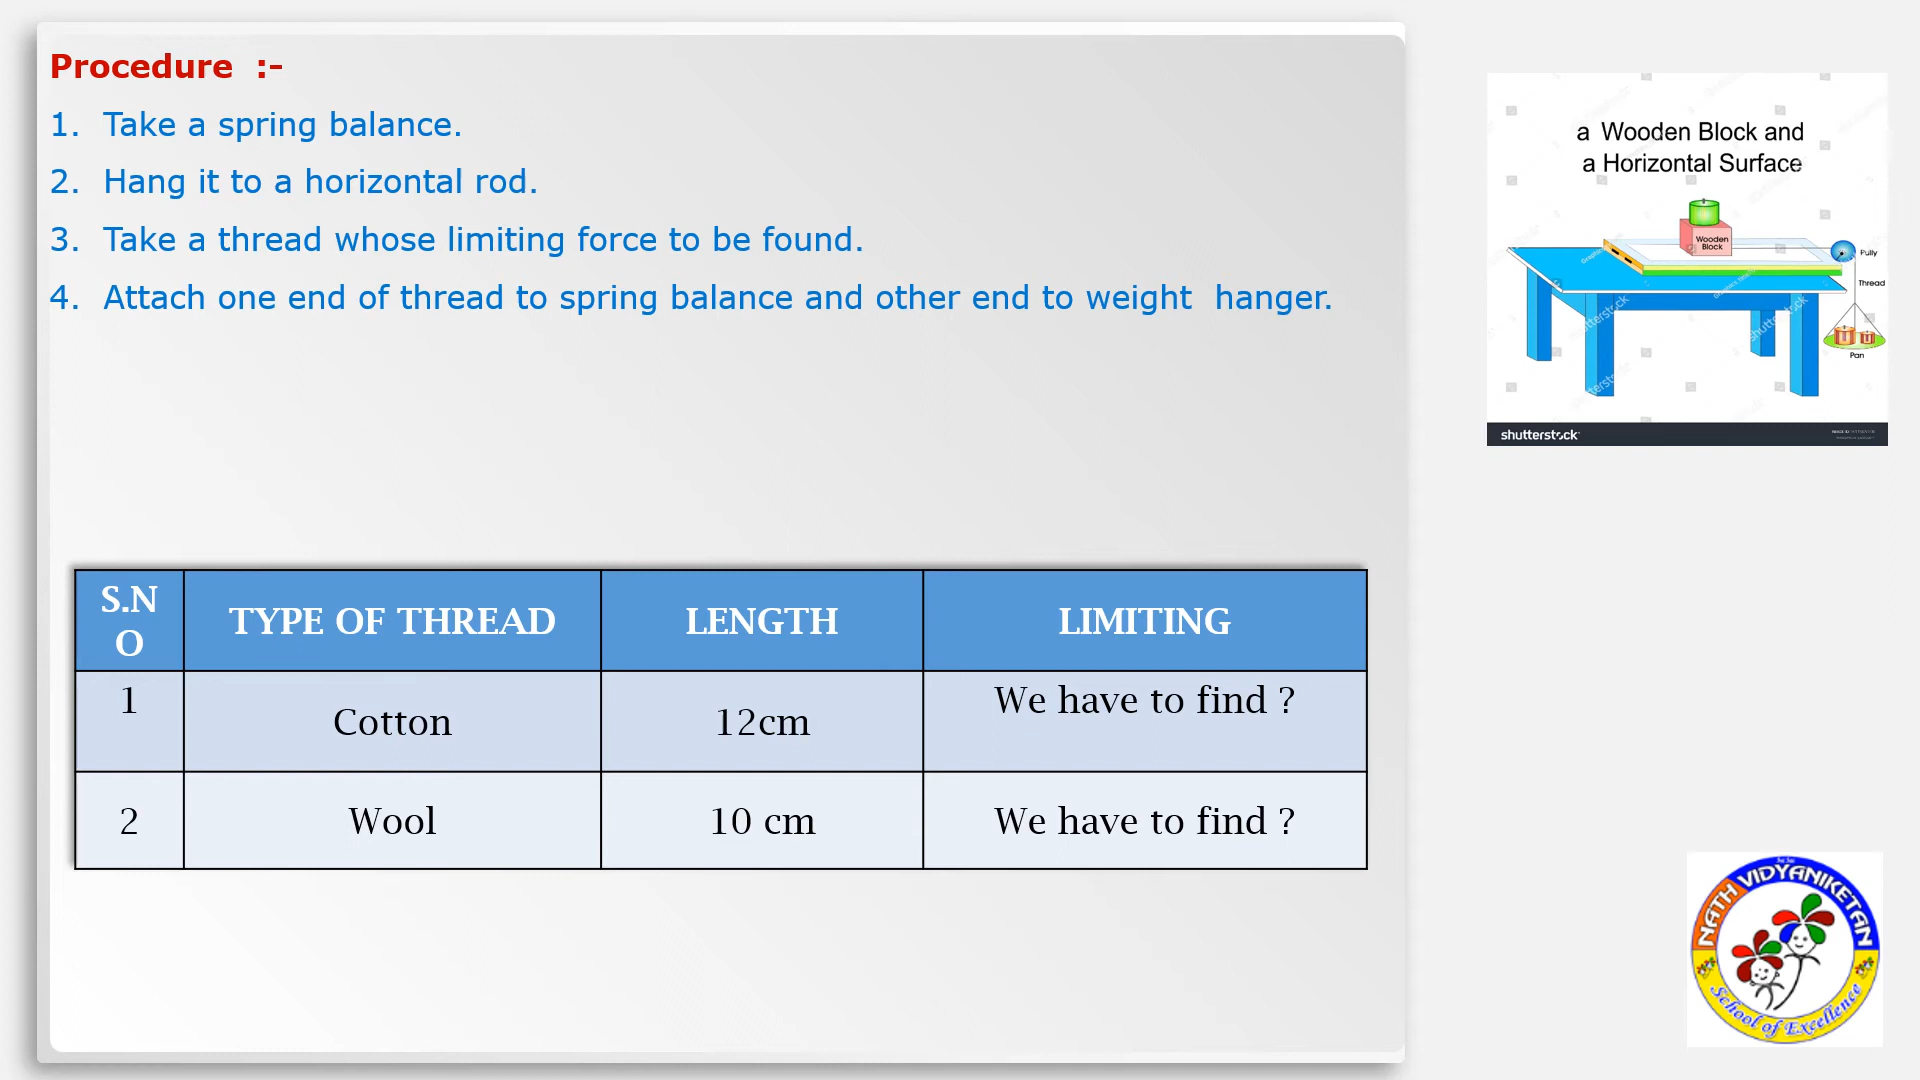 Procedure :-
1. Take a spring balance.
2. Hang it to a horizontal rod.
3. Take a thread whose limiting force to be found.
4. Attach one end of thread to spring balance and other end to weight hanger.
a Wooden Block and
a Horizontal Surface
Wooden
Block
Pully
Thread
Pan
shutterstock
S.N
O
TYPE OF THREAD
LENGTH
LIMITING
1
Cotton
12cm
We have to find ?
2
Wool
10 cm
We have to find ?
NATH VIDYANIKETAN
School of Excellence